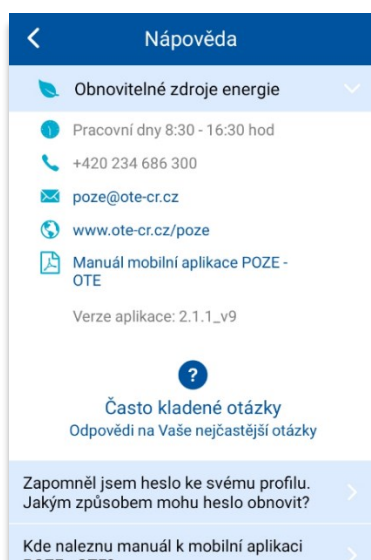 Nápověda
Obnovitelné zdroje energie
Pracovní dny 8:30 - 16:30 hod
+420 234 686 300
poze@ote-cr.cz
www.ote-cr.cz/poze
Manuál mobilní aplikace POZE -
OTE
Verze aplikace: 2.1.1_v9
?
Často kladené otázky
Odpovědi na Vaše nejčastější otázky
Zapomněl jsem heslo ke svému profilu.
Jakým způsobem mohu heslo obnovit?
Kde naleznu manuál k mobilní aplikaci